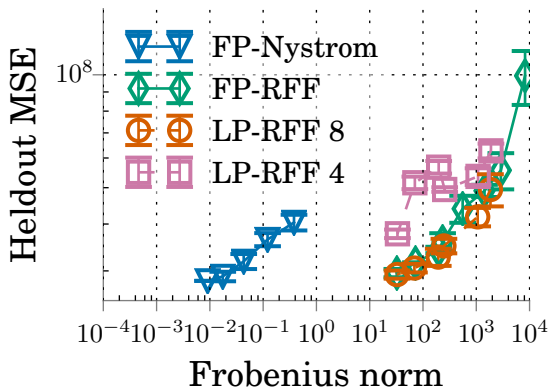 Heldout MSE
10^8
FP-Nystrom
FP-RFF
LP-RFF 8
LP-RFF 4
10^−4 10^−3 10^−2 10^−1 10^0 10^1 10^2 10^3 10^4
Frobenius norm